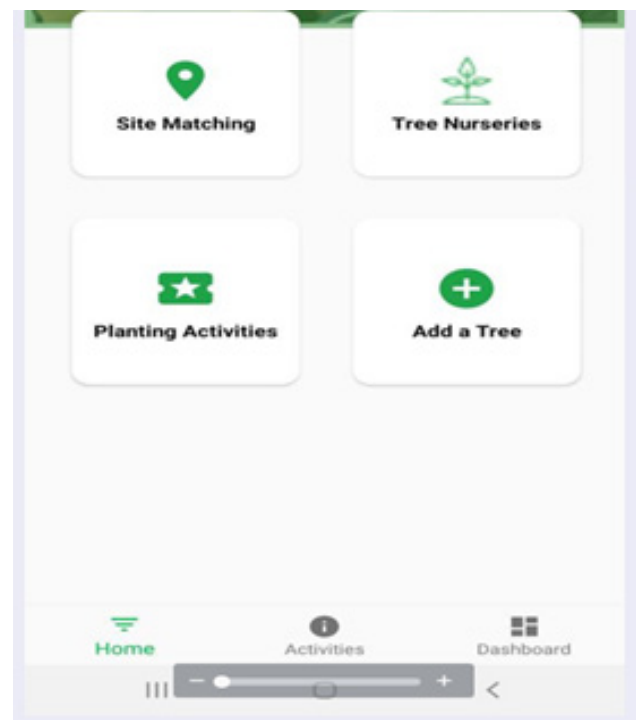 Site Matching
Tree Nurseries
Planting Activities
Add a Tree
Home
Activities
Dashboard